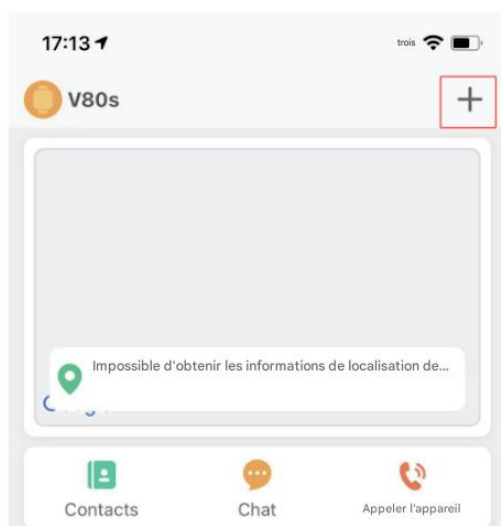 17:13
trois
V80s
Impossible d'obtenir les informations de localisation de...
Contacts
Chat
Appeler l'appareil